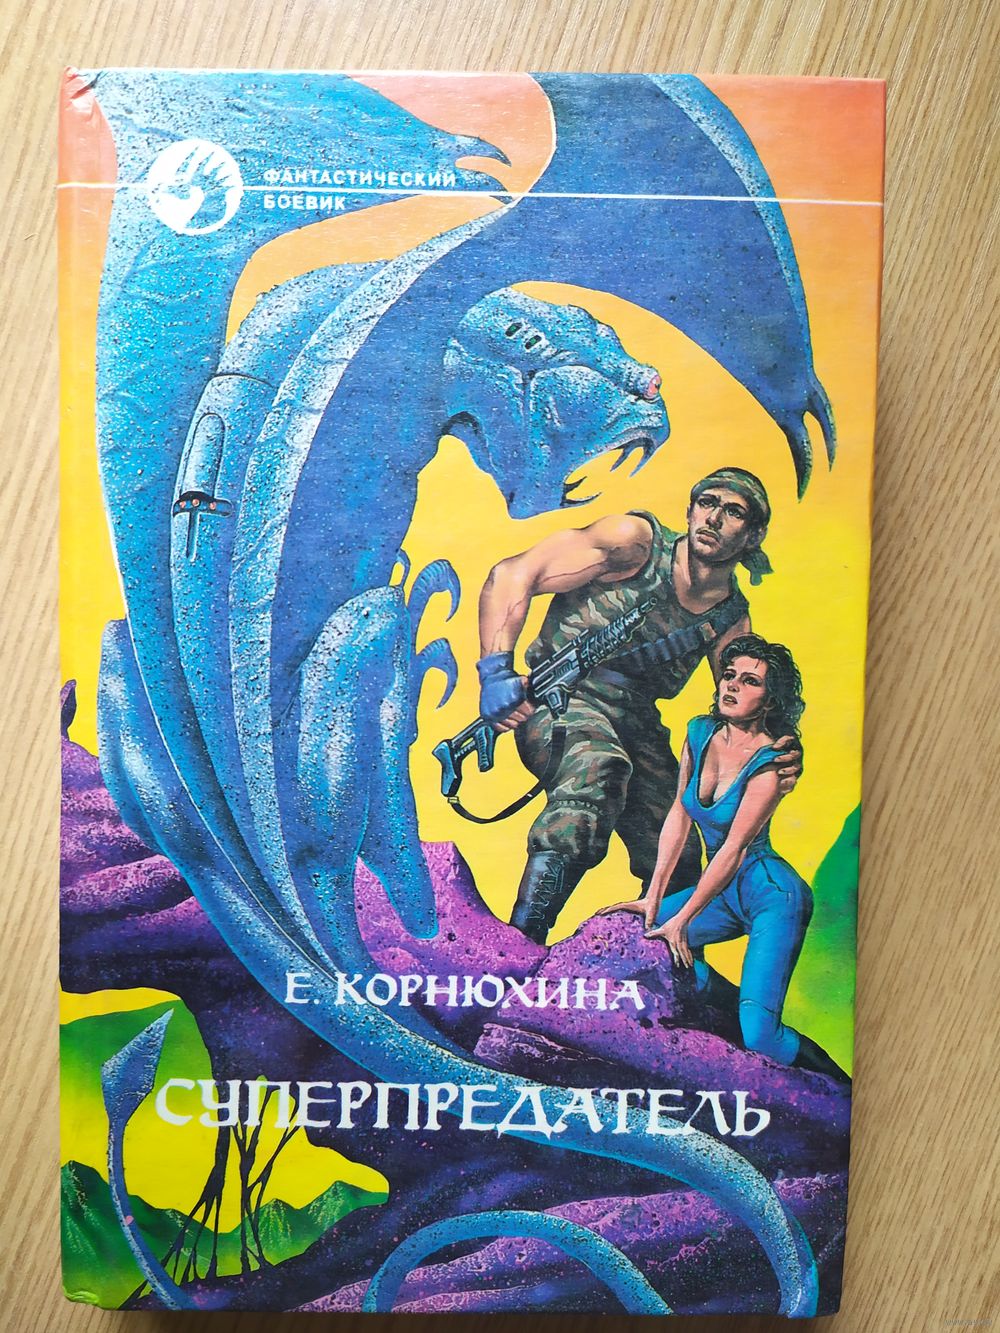 ФАНТАСТИЧЕСКИЙ
БОЕВИК
Е. КОРНЮХИНА
СУПЕРПРЕДАТЕЛЬ